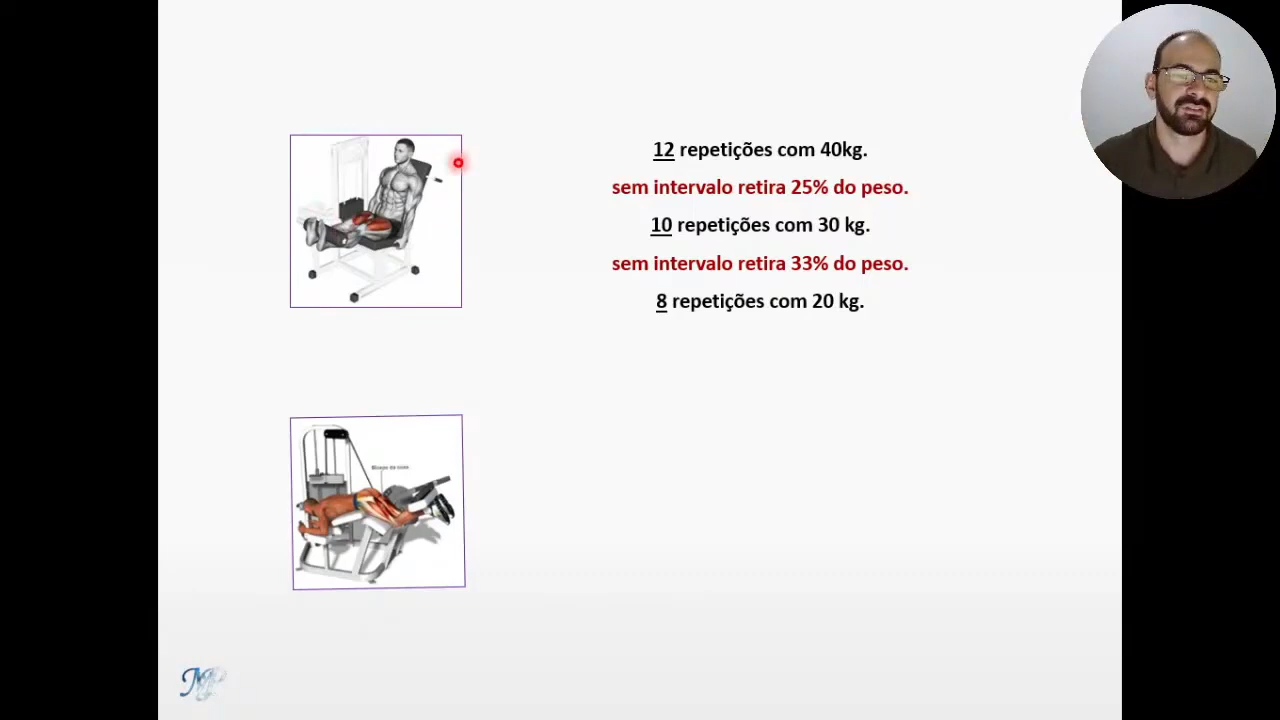 12 repetições com 40kg.
sem intervalo retira 25% do peso.
10 repetições com 30 kg.
sem intervalo retira 33% do peso.
8 repetições com 20 kg.